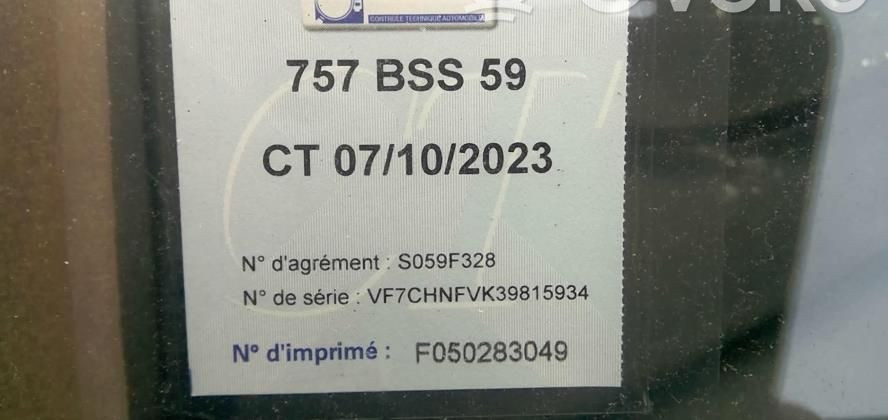 CONTROLE TECHNIQUE AUTOMOBILE
757 BSS 59
CT 07/10/2023
N° d'agrément : S059F328
N° de série : VF7CHNFVK39815934
N° d'imprimé : F050283049